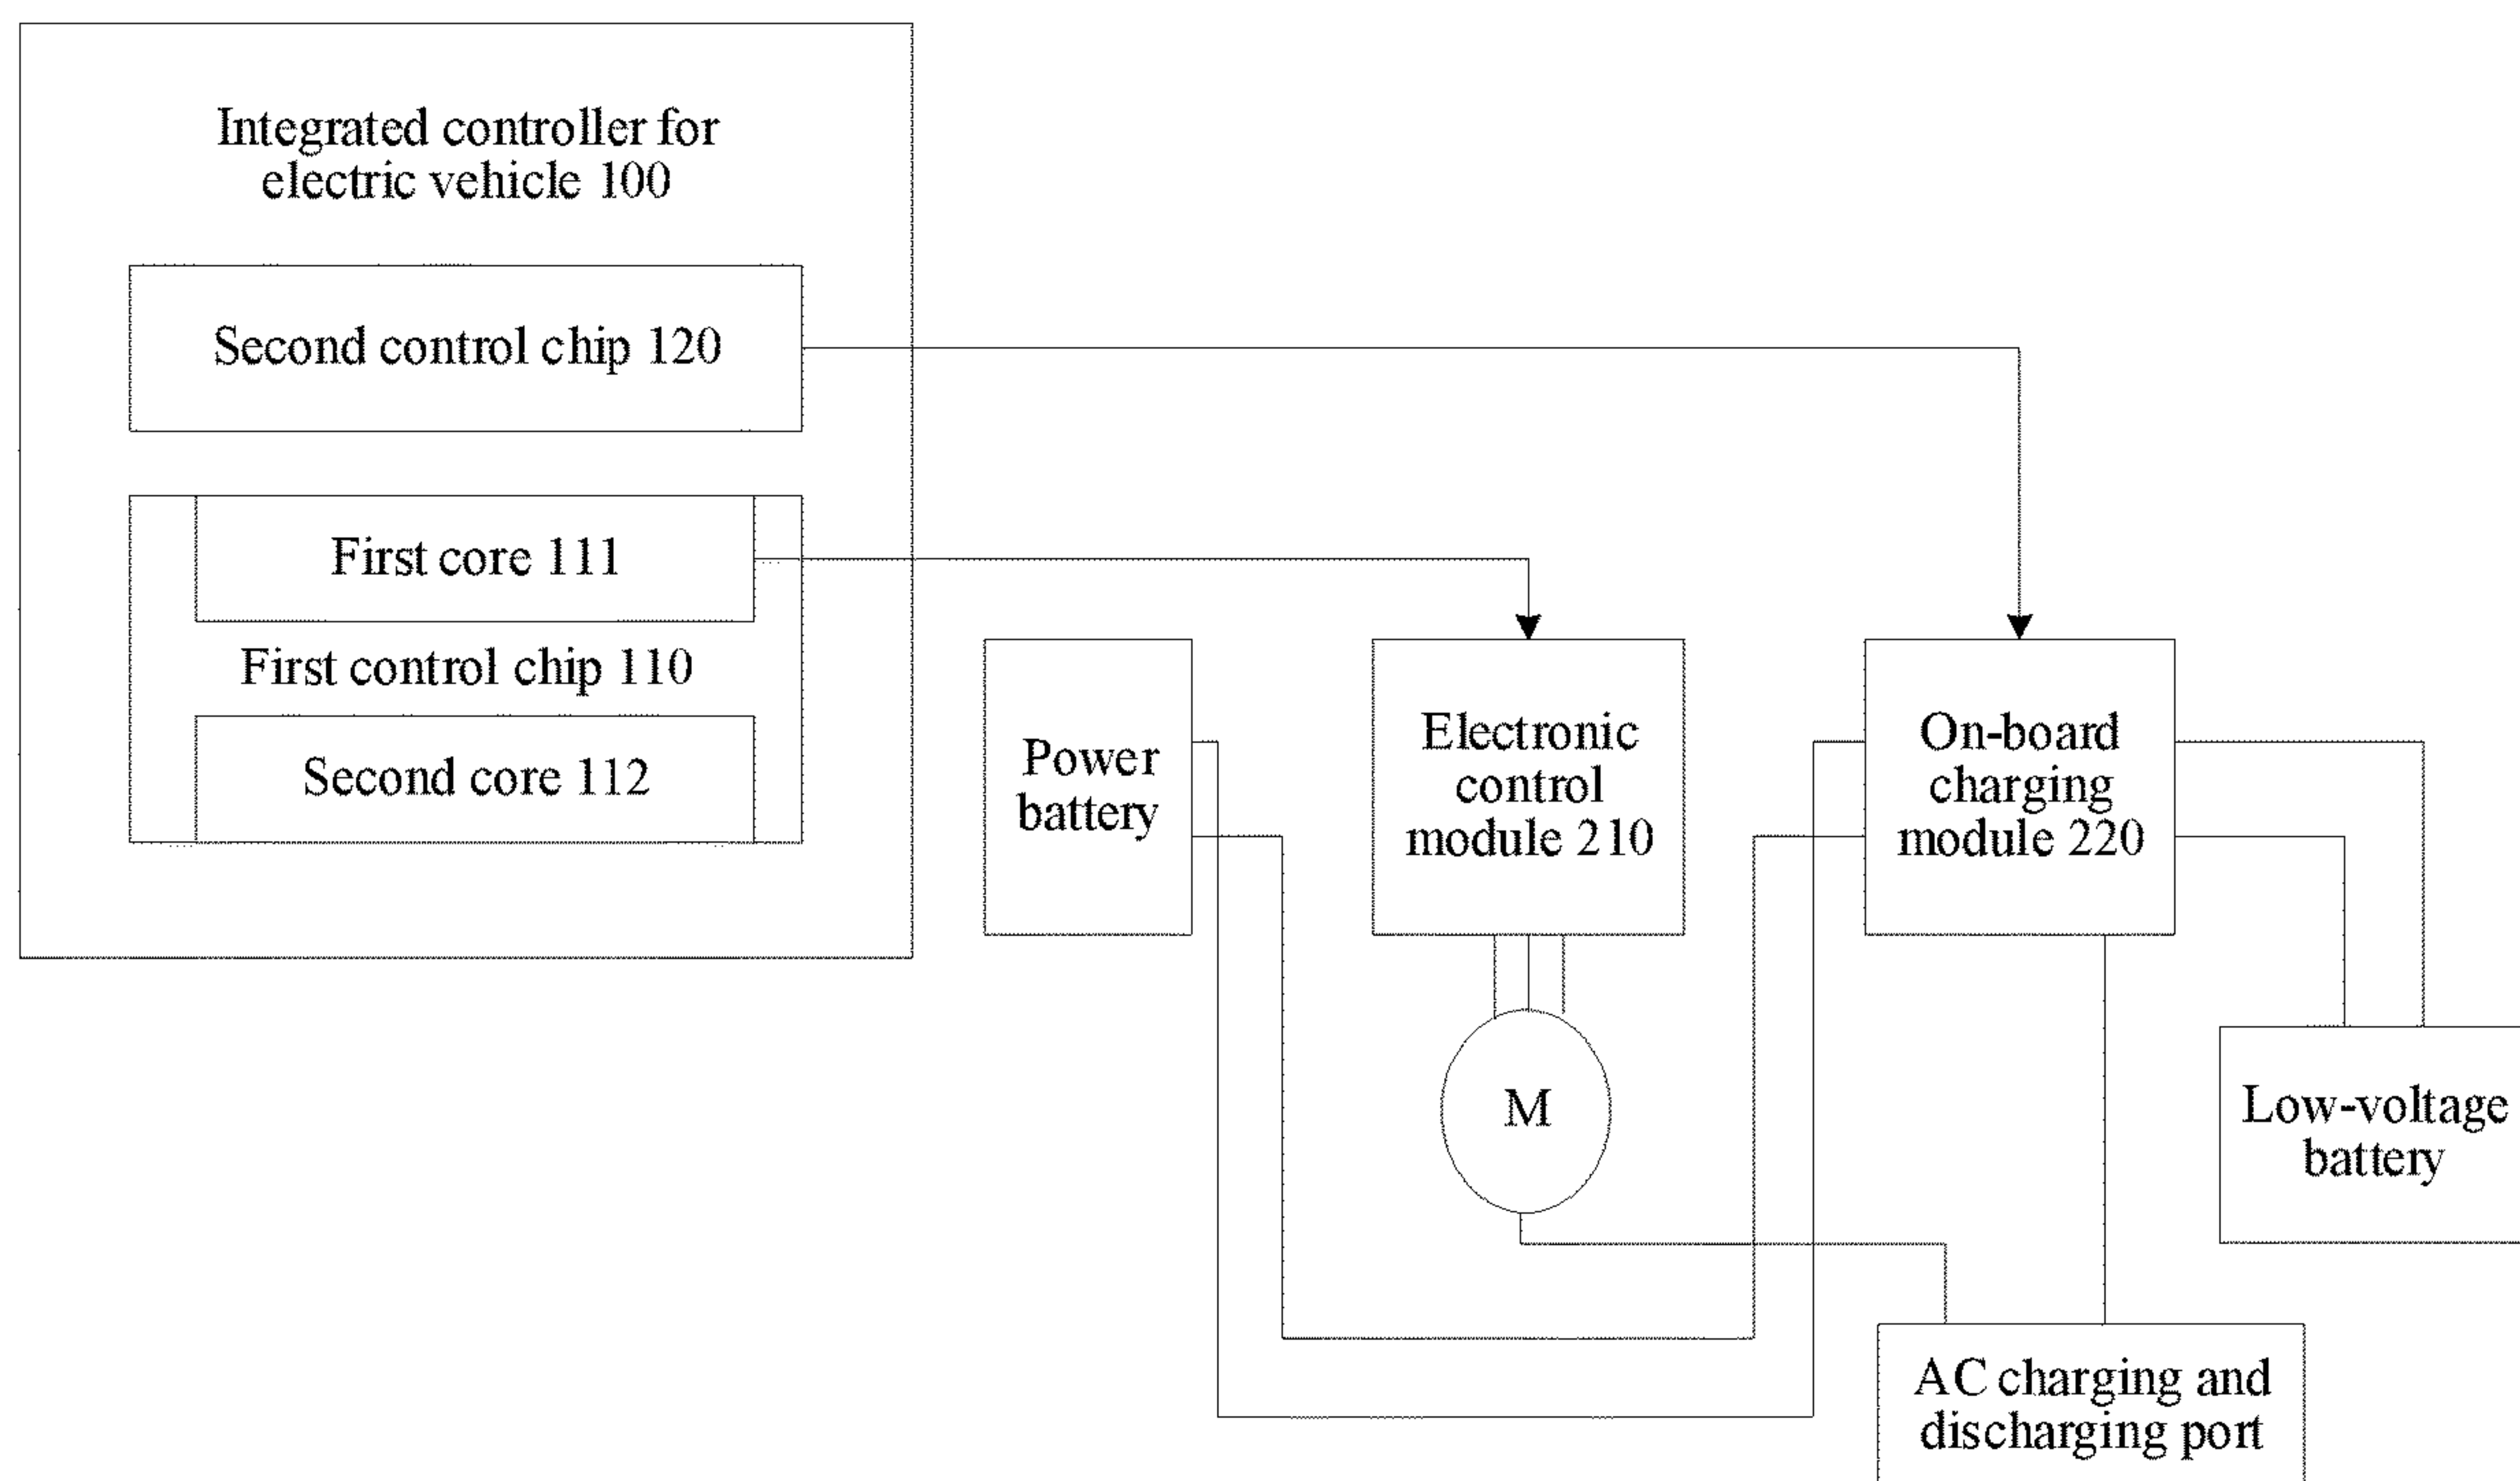 Integrated controller for
electric vehicle 100
Second control chip 120
First core 111
First control chip 110
Second core 112
Power
battery
Electronic
control
module 210
On-board
charging
module 220
M
Low-voltage
battery
AC charging and
discharging port